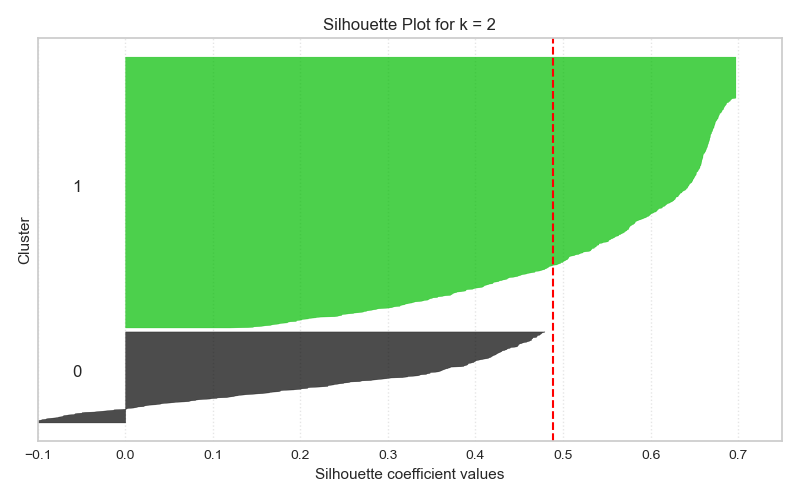 Silhouette Plot for k = 2
Cluster
1
0
−0.1 0.0 0.1 0.2 0.3 0.4 0.5 0.6 0.7
Silhouette coefficient values